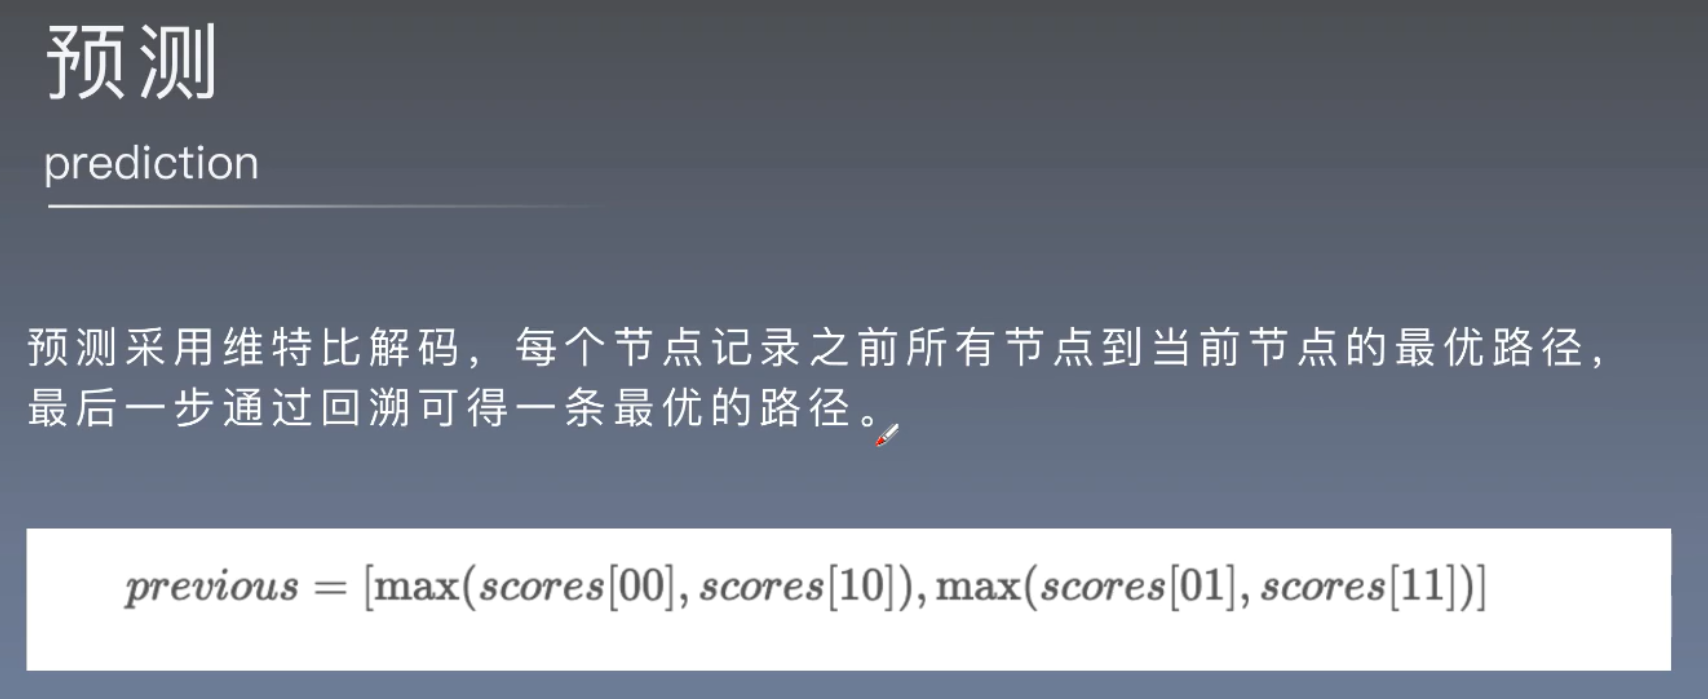 预测
prediction
预测采用维特比解码，每个节点记录之前所有节点到当前节点的最优路径，
最后一步通过回溯可得一条最优的路径。
previous = [max(scores[00], scores[10]), max(scores[01], scores[11])]